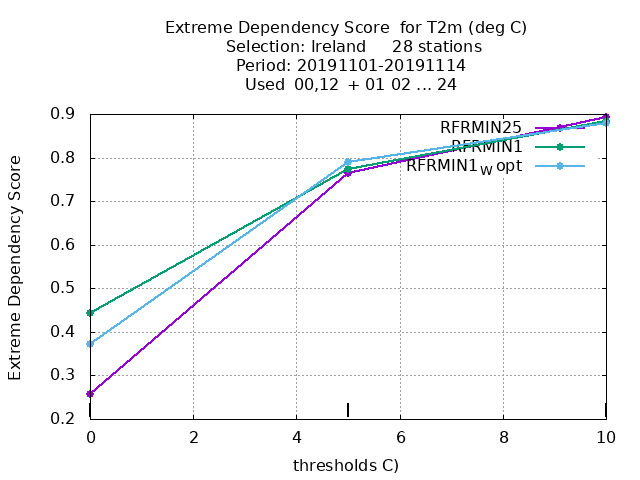 Extreme Dependency Score  for T2m (deg C)
Selection: Ireland     28 stations
Period: 20191101-20191114
Used  00,12  + 01 02 ... 24
Extreme Dependency Score
0.9
0.8
0.7
0.6
0.5
0.4
0.3
0.2
RFRMIN25
RFRMIN1
RFRMIN1W opt
0 2 4 6 8 10
thresholds C)